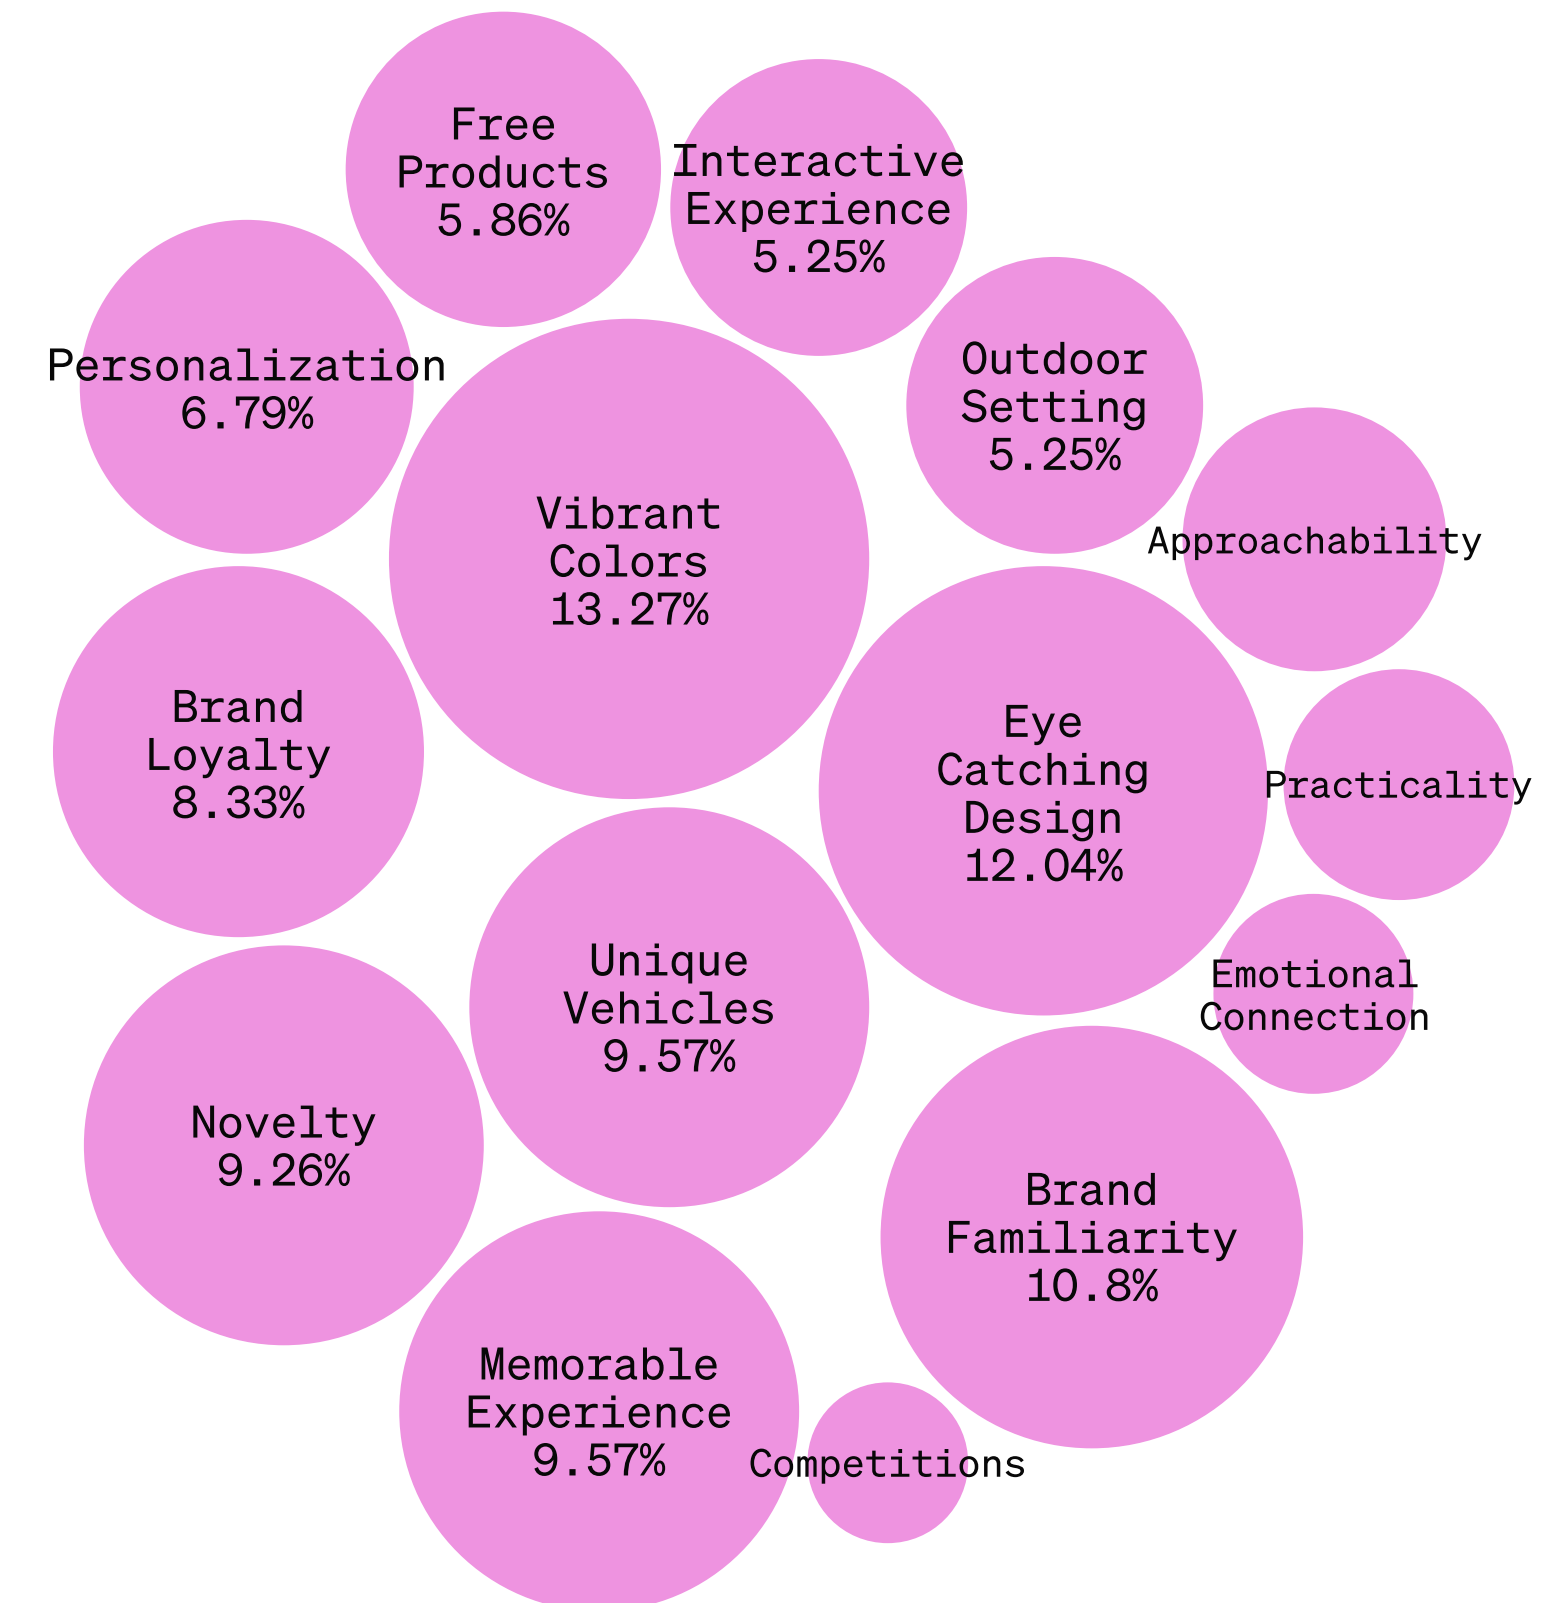 Free
Products
5.86%
Interactive
Experience
5.25%
Personalization
6.79%
Outdoor
Setting
5.25%
Vibrant
Colors
13.27%
Approachability
Brand
Loyalty
8.33%
Eye
Catching
Design
12.04%
Practicality
Unique
Vehicles
9.57%
Emotional
Connection
Novelty
9.26%
Brand
Familiarity
10.8%
Memorable
Experience
9.57%
Competitions